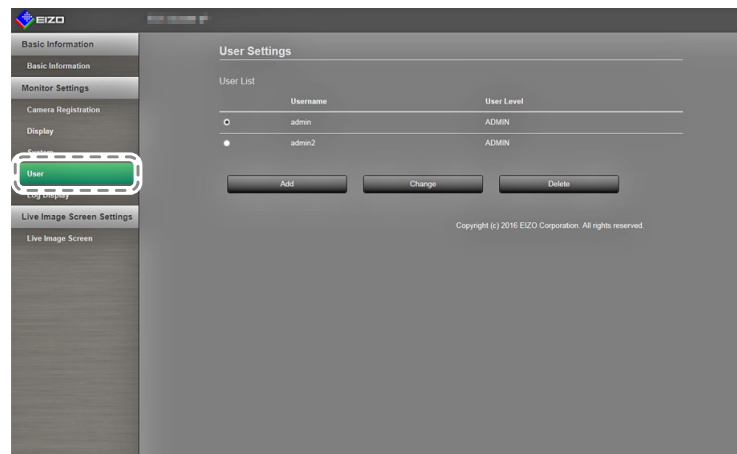 EIZO
Basic Information
Basic Information
Monitor Settings
Camera Registration
Display
System
User
Log Display
Live Image Screen Settings
Live Image Screen
User Settings
User List
Username User Level
admin ADMIN
admin2 ADMIN
Add Change Delete
Copyright (c) 2016 EIZO Corporation. All rights reserved.